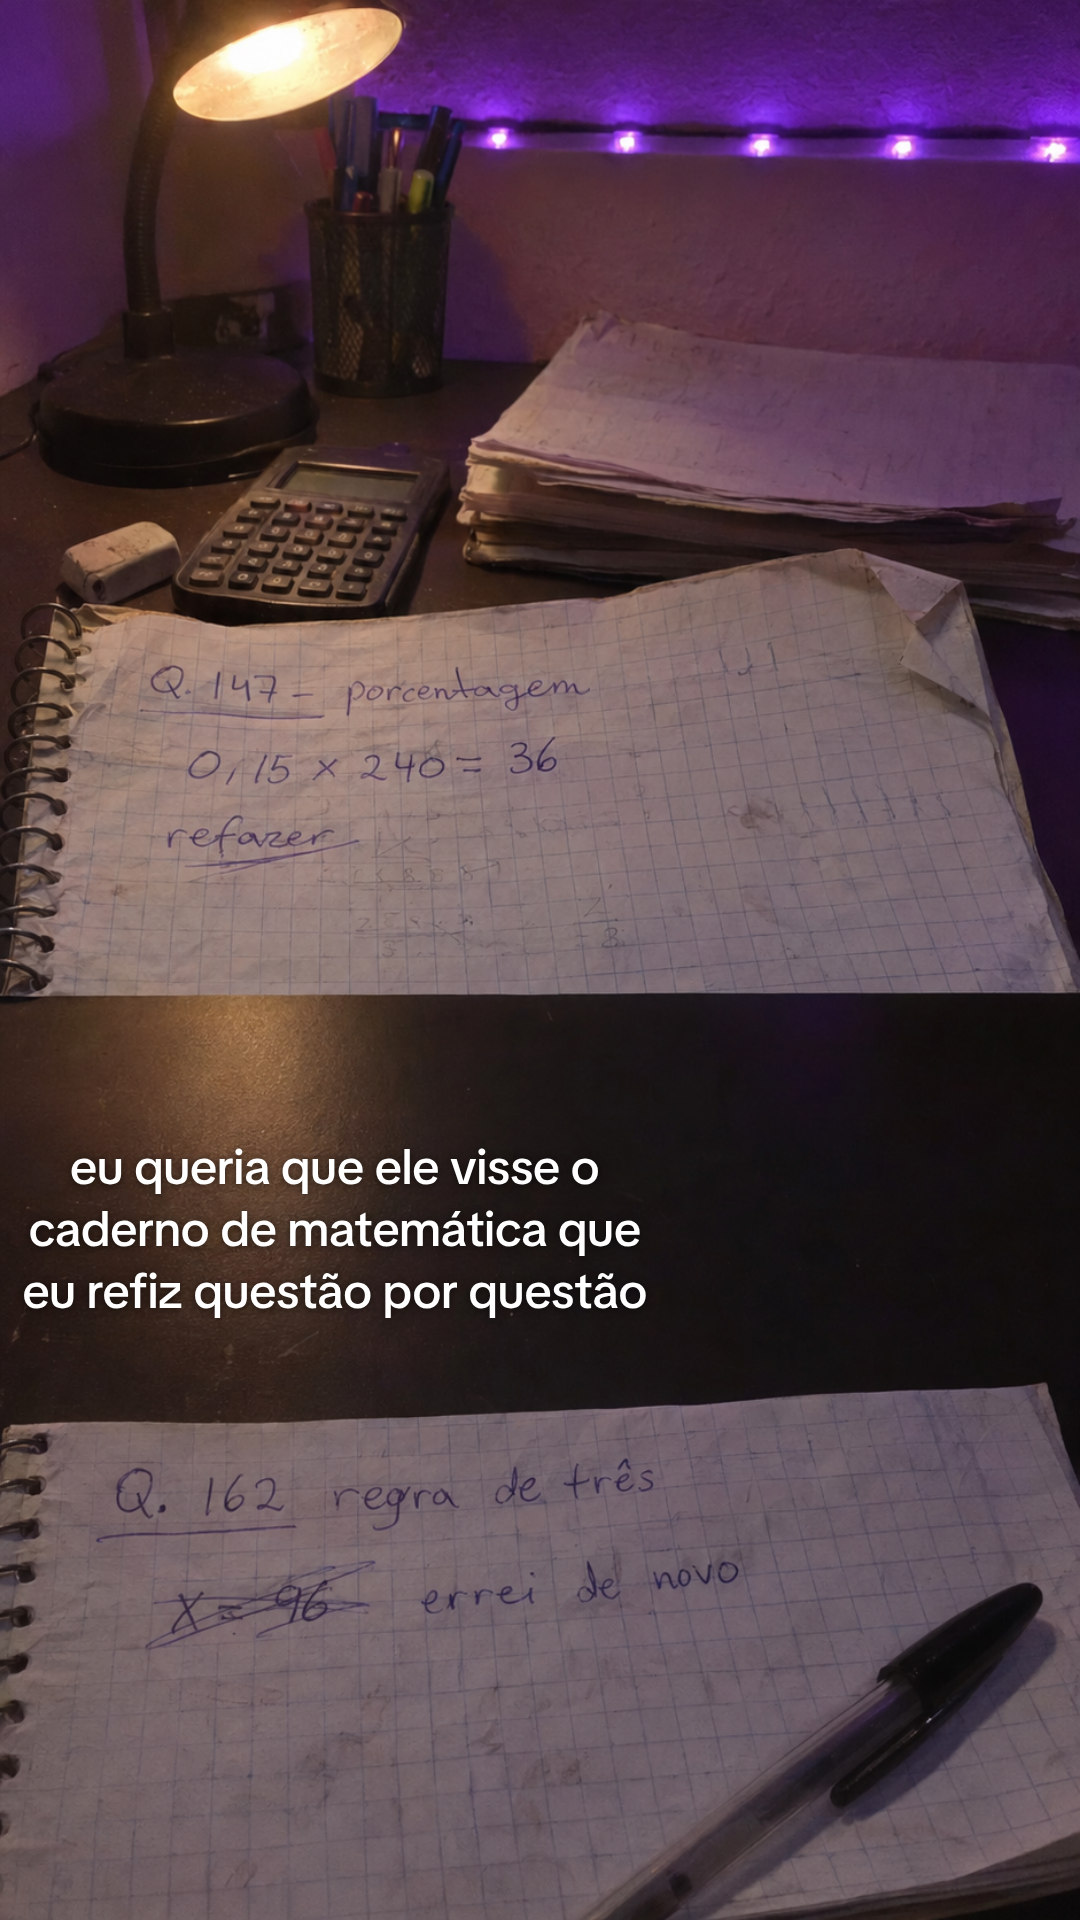 Q. 147 – porcentagem
0,15 x 240 = 36
refazer
eu queria que ele visse o
caderno de matemática que
eu refiz questão por questão
Q. 162 regra de três
x = 96 errei de novo